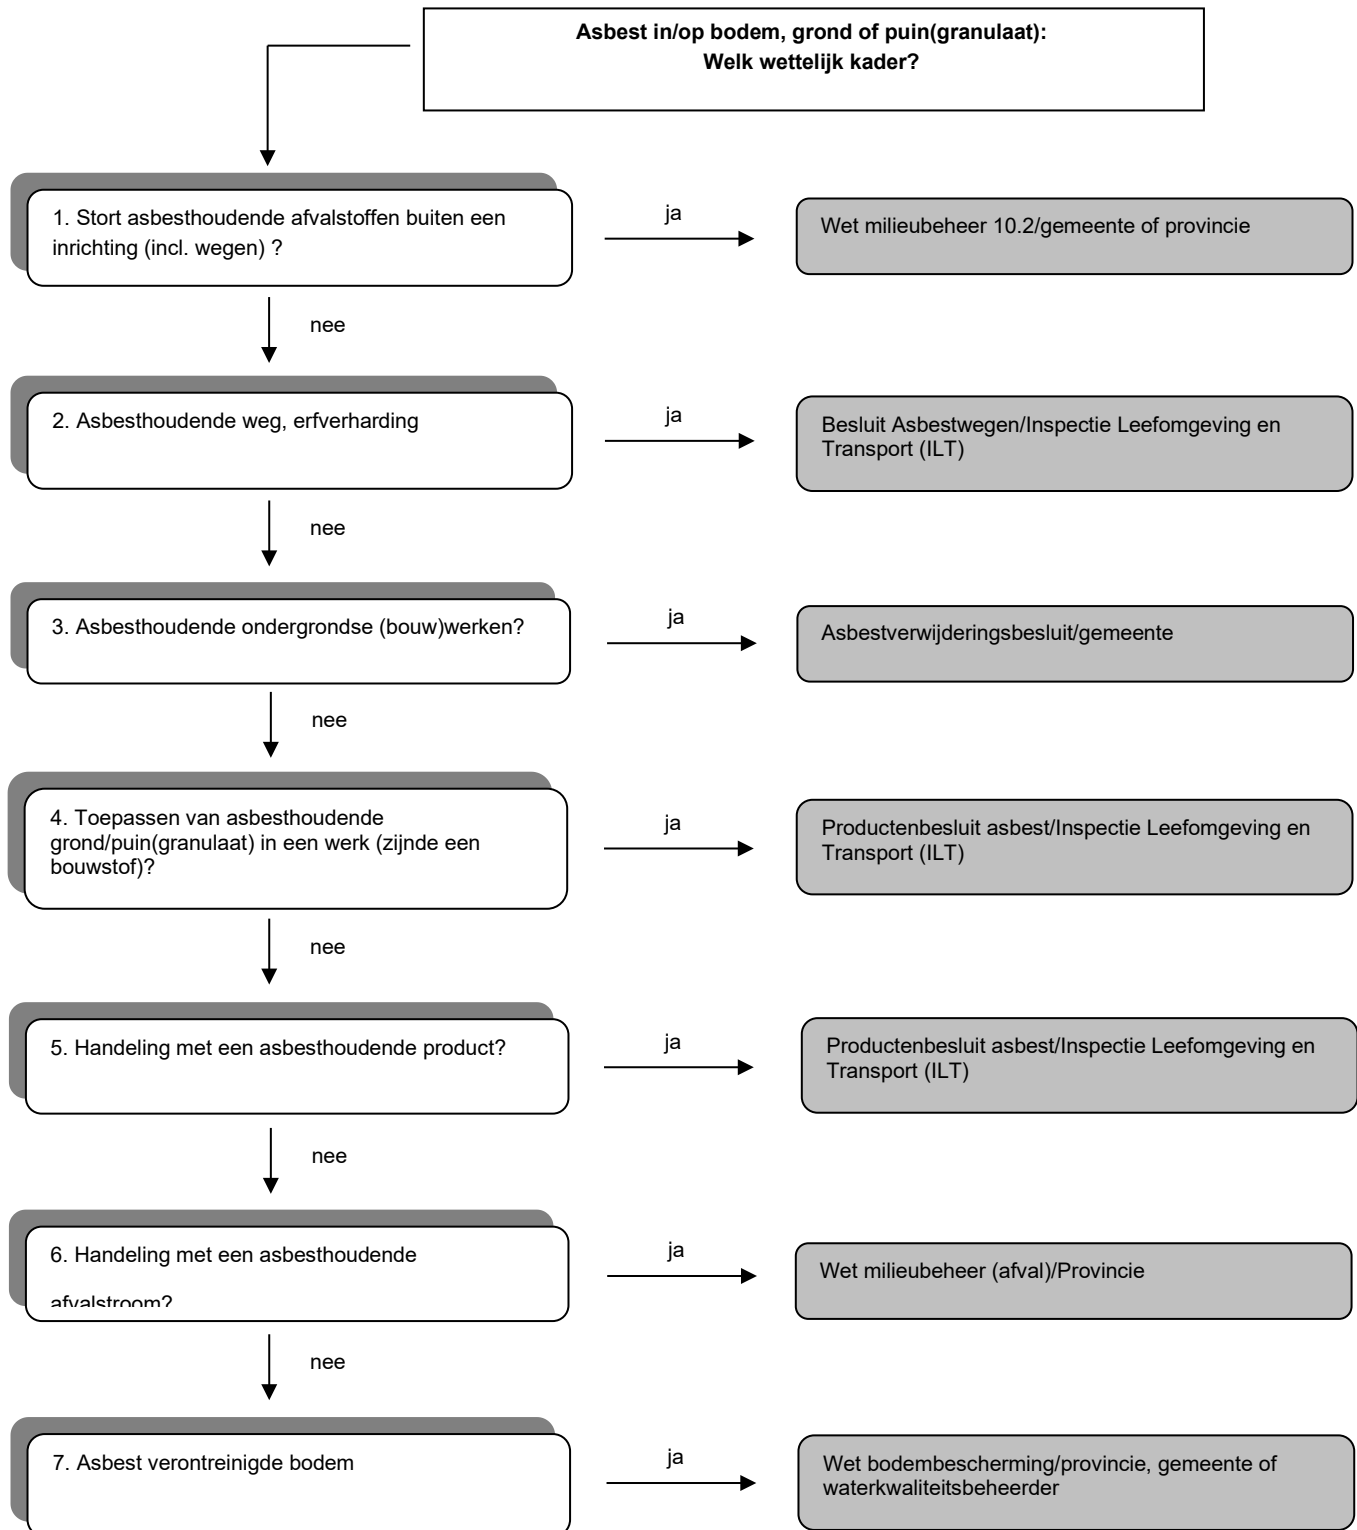 Asbest in/op bodem, grond of puin(granulaat):
Welk wettelijk kader?
1. Stort asbesthoudende afvalstoffen buiten een
inrichting (incl. wegen) ?
ja
Wet milieubeheer 10.2/gemeente of provincie
nee
2. Asbesthoudende weg, erfverharding
ja
Besluit Asbestwegen/Inspectie Leefomgeving en
Transport (ILT)
nee
3. Asbesthoudende ondergrondse (bouw)werken?
ja
Asbestverwijderingsbesluit/gemeente
nee
4. Toepassen van asbesthoudende
grond/puin(granulaat) in een werk (zijnde een
bouwstof)?
ja
Productenbesluit asbest/Inspectie Leefomgeving en
Transport (ILT)
nee
5. Handeling met een asbesthoudende product?
ja
Productenbesluit asbest/Inspectie Leefomgeving en
Transport (ILT)
nee
6. Handeling met een asbesthoudende
afvalstroom?
ja
Wet milieubeheer (afval)/Provincie
nee
7. Asbest verontreinigde bodem
ja
Wet bodembescherming/provincie, gemeente of
waterkwaliteitsbeheerder